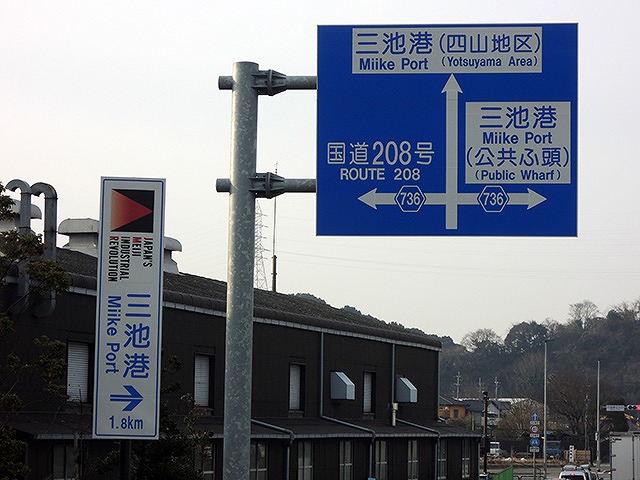 三池港(四山地区)
Miike Port (Yotsuyama Area)
三池港
Miike Port
(公共ふ頭)
(Public Wharf)
国道208号
ROUTE 208
736
736
JAPAN'S
MEIJI
INDUSTRIAL
REVOLUTION
三池港
Miike Port
1.8km